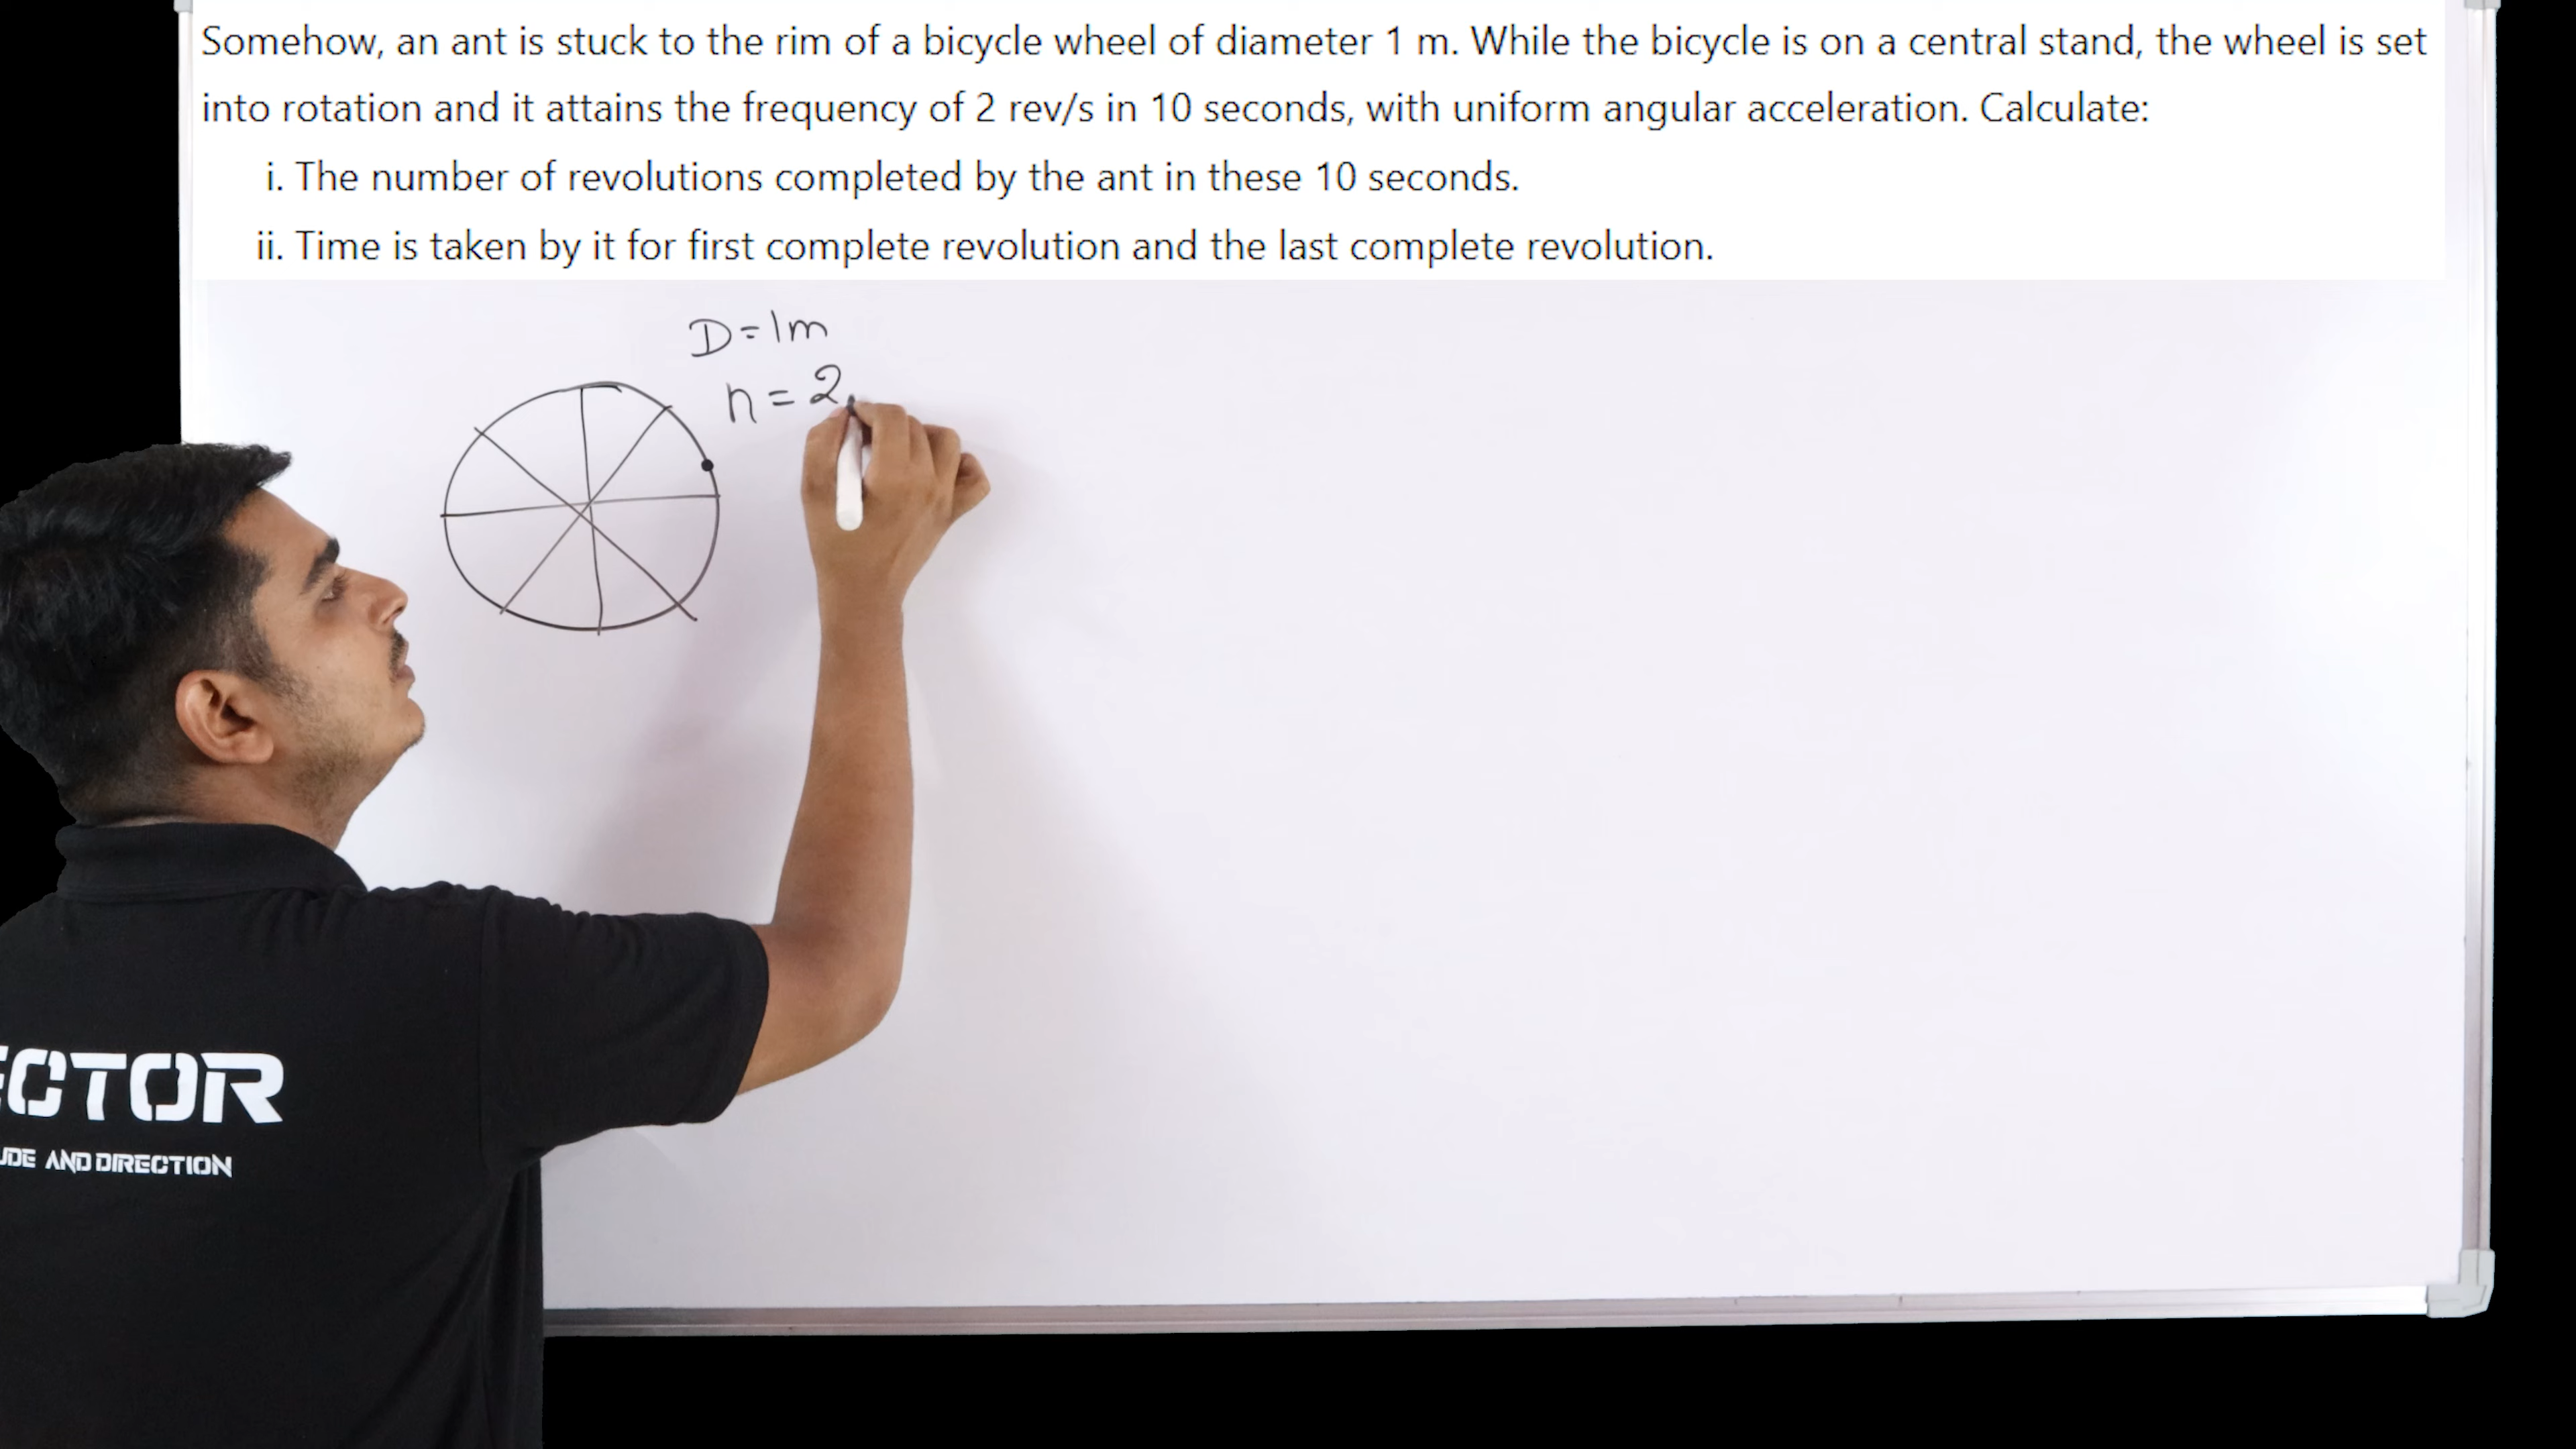 Somehow, an ant is stuck to the rim of a bicycle wheel of diameter 1 m. While the bicycle is on a central stand, the wheel is set
into rotation and it attains the frequency of 2 rev/s in 10 seconds, with uniform angular acceleration. Calculate:
i. The number of revolutions completed by the ant in these 10 seconds.
ii. Time is taken by it for first complete revolution and the last complete revolution.
D=1m
n=2
ECTOR
UDE AND DIRECTION